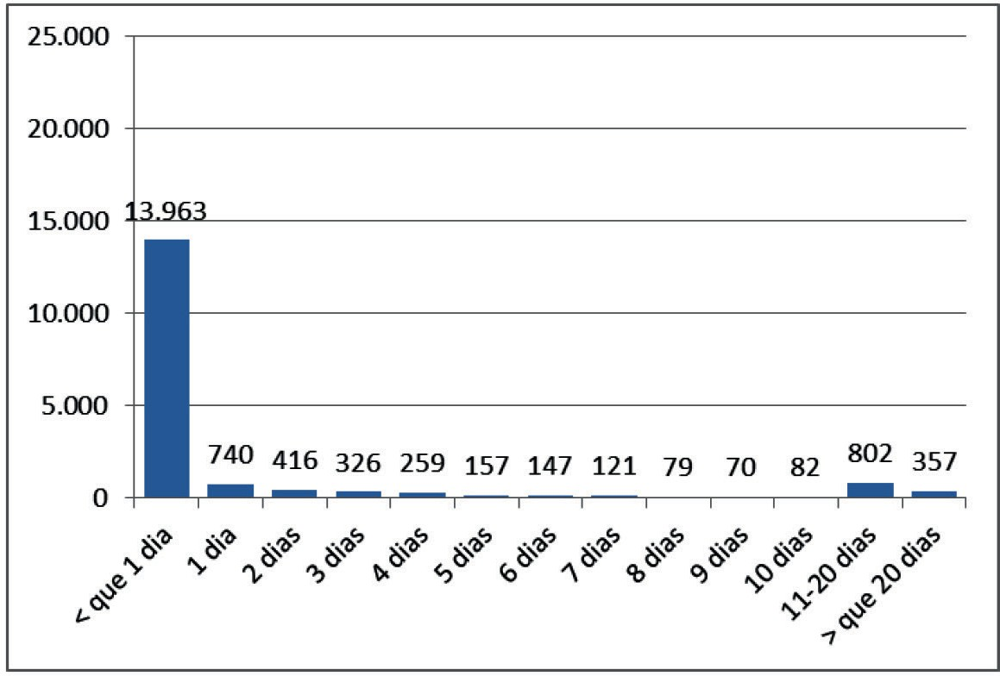 25.000
20.000
15.000
10.000
5.000
0
13.963
740
416
326
259
157
147
121
79
70
82
802
357
< que 1 dia
1 dia
2 dias
3 dias
4 dias
5 dias
6 dias
7 dias
8 dias
9 dias
10 dias
11-20 dias
> que 20 dias